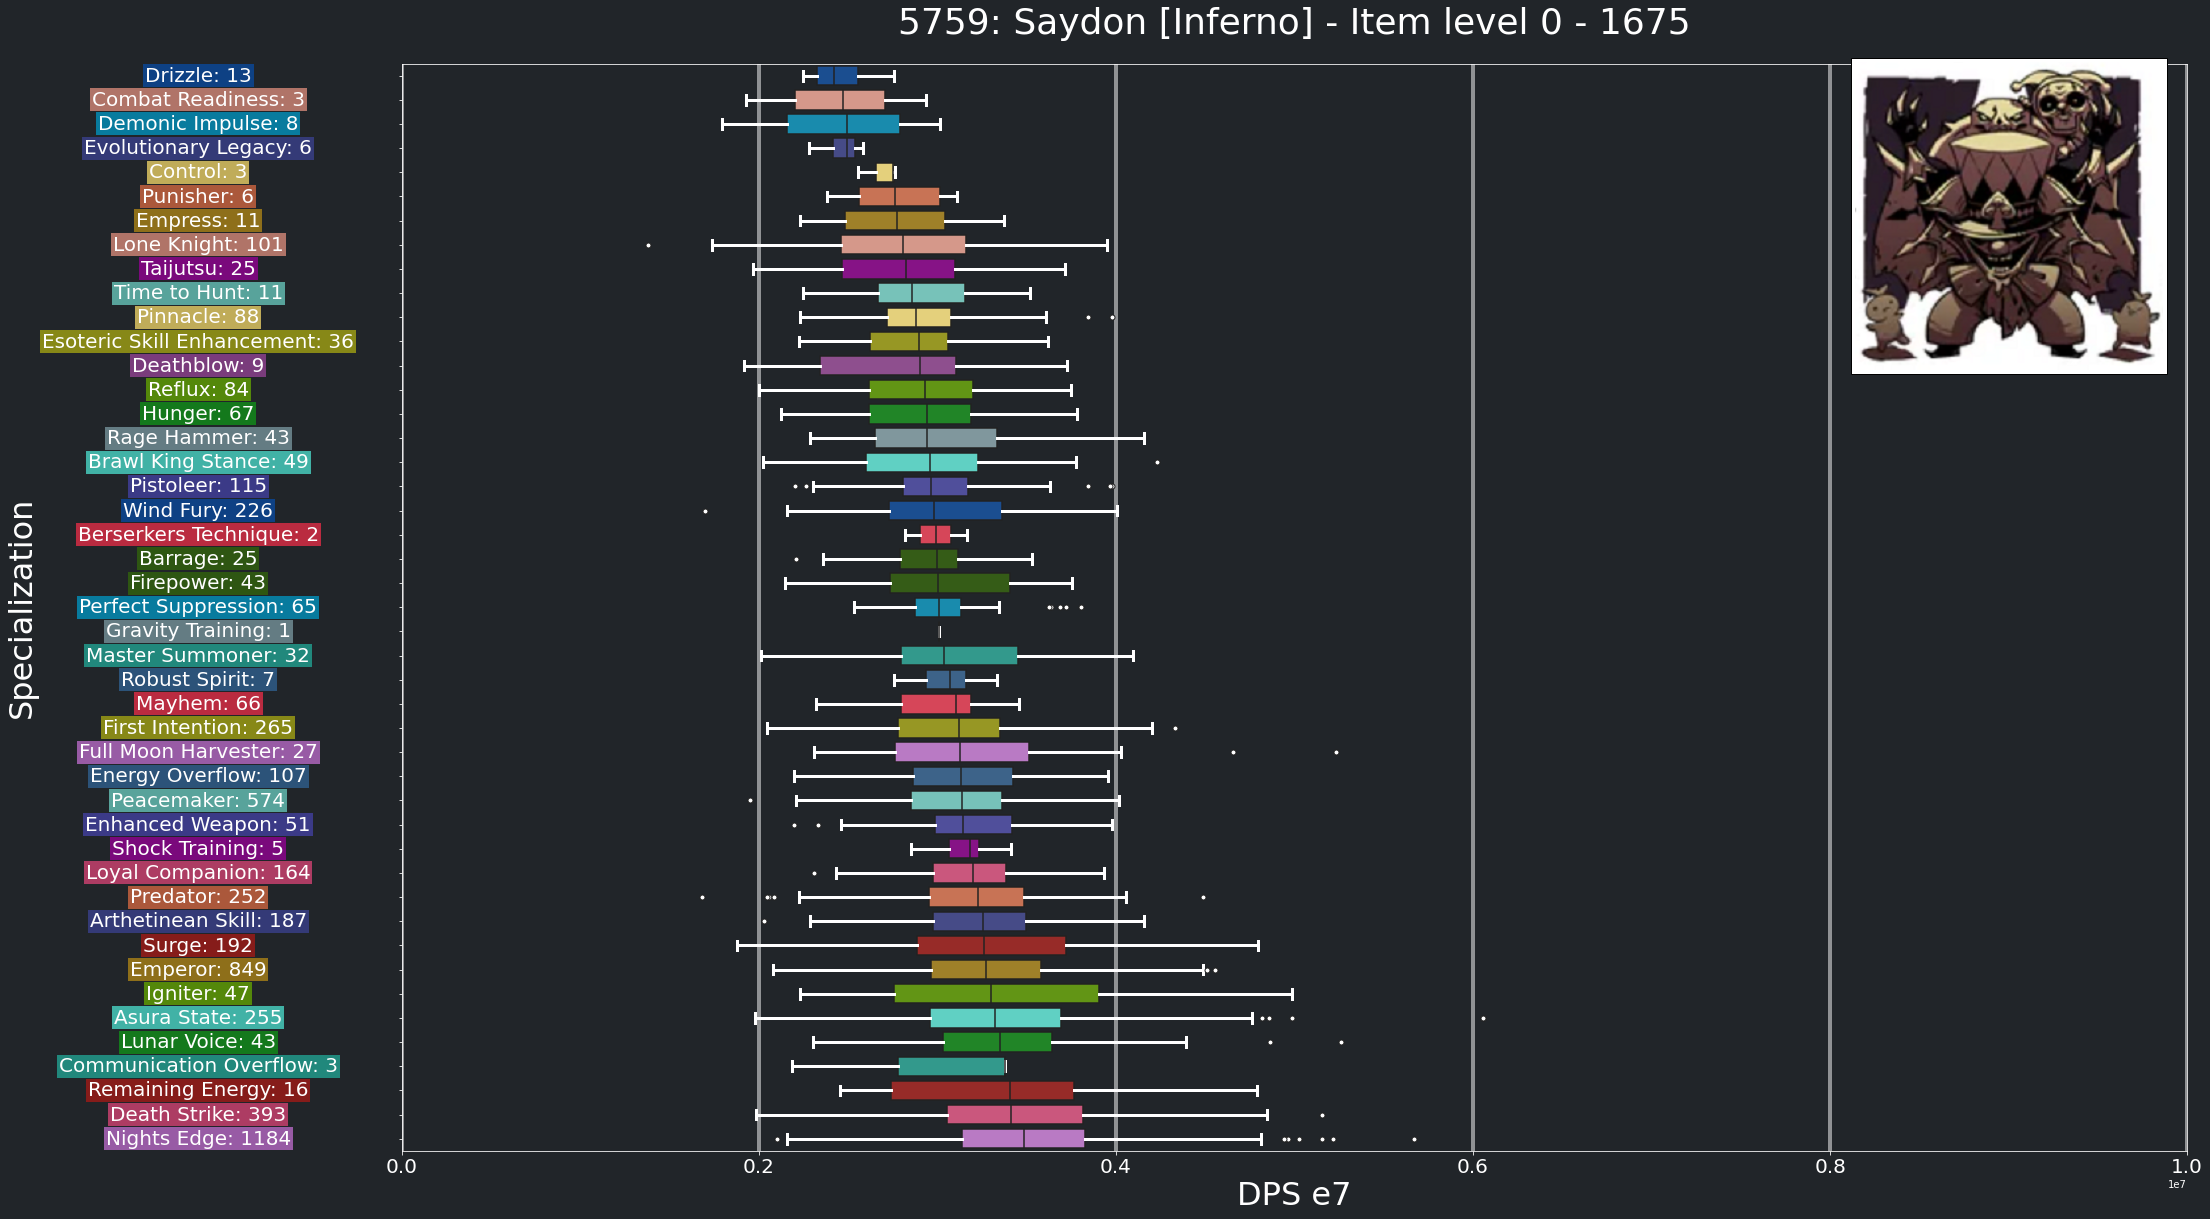 5759: Saydon [Inferno] - Item level 0 - 1675
Drizzle: 13
Combat Readiness: 3
Demonic Impulse: 8
Evolutionary Legacy: 6
Control: 3
Punisher: 6
Empress: 11
Lone Knight: 101
Taijutsu: 25
Time to Hunt: 11
Pinnacle: 88
Esoteric Skill Enhancement: 36
Deathblow: 9
Reflux: 84
Hunger: 67
Rage Hammer: 43
Brawl King Stance: 49
Pistoleer: 115
Wind Fury: 226
Berserkers Technique: 2
Barrage: 25
Firepower: 43
Perfect Suppression: 65
Gravity Training: 1
Master Summoner: 32
Robust Spirit: 7
Mayhem: 66
First Intention: 265
Full Moon Harvester: 27
Energy Overflow: 107
Peacemaker: 574
Enhanced Weapon: 51
Shock Training: 5
Loyal Companion: 164
Predator: 252
Arthetinean Skill: 187
Surge: 192
Emperor: 849
Igniter: 47
Asura State: 255
Lunar Voice: 43
Communication Overflow: 3
Remaining Energy: 16
Death Strike: 393
Nights Edge: 1184
Specialization
0.0 0.2 0.4 0.6 0.8 1.0
1e7
DPS e7